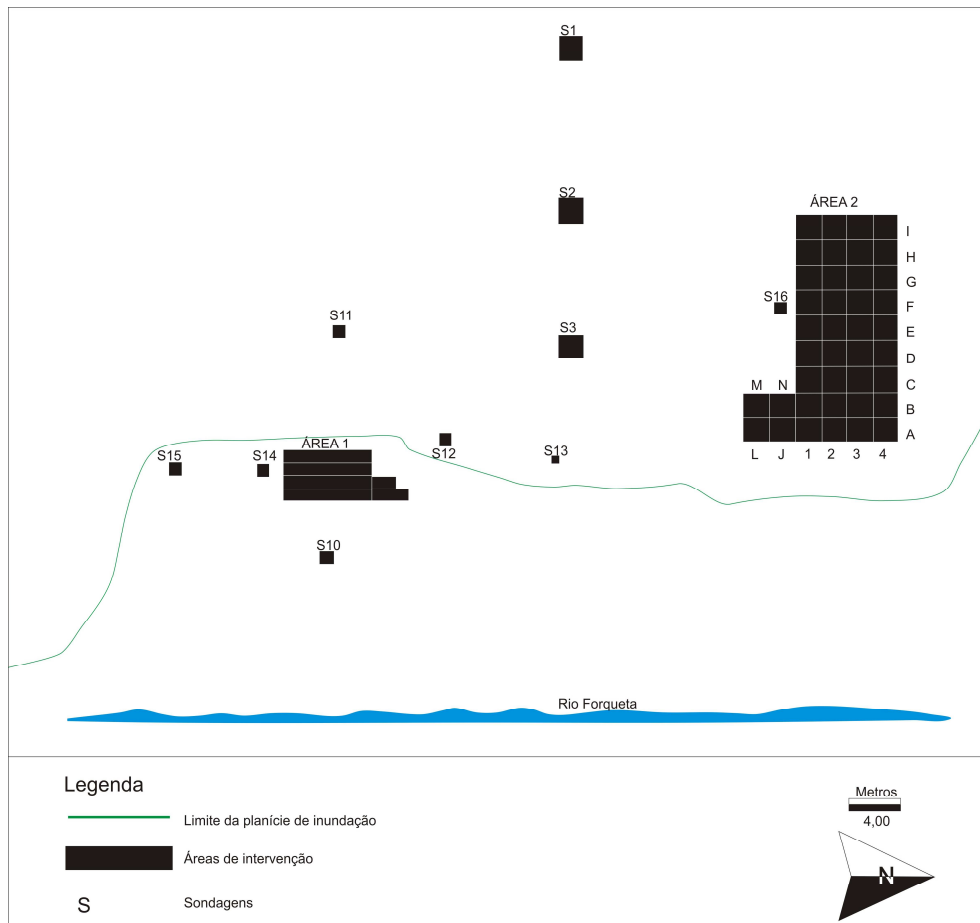 S1
S2
ÁREA 2
I
H
G
S16
F
S11
S3
E
D
M N
C
B
A
ÁREA 1
S12
S13
L J 1 2 3 4
S15
S14
S10
Rio Forqueta
Legenda
Limite da planície de inundação
Áreas de intervenção
S
Sondagens
Metros
4,00
N